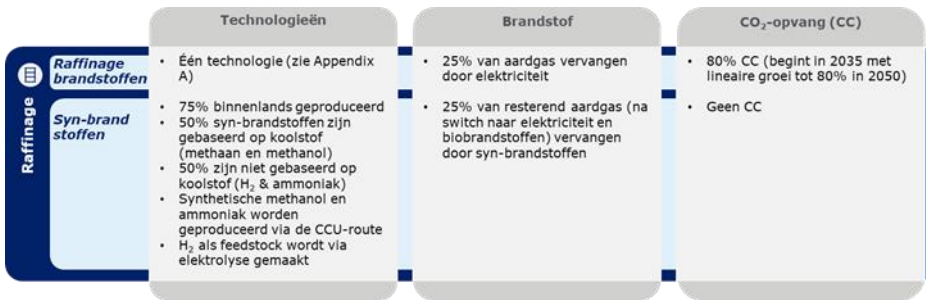 Technologieën
Brandstof
CO₂-opvang (CC)
Raffinage
Raffinage
brandstoffen
• Één technologie (zie Appendix
A)
• 25% van aardgas vervangen
door elektriciteit
• 80% CC (begint in 2035 met
lineaire groei tot 80% in 2050)
Syn-brand
stoffen
• 75% binnenlands geproduceerd
• 50% syn-brandstoffen zijn
gebaseerd op koolstof
(methaan en methanol)
• 50% zijn niet gebaseerd op
koolstof (H₂ & ammoniak)
• Synthetische methanol en
ammoniak worden
geproduceerd via de CCU-route
• H₂ als feedstock wordt via
elektrolyse gemaakt
• 25% van resterend aardgas (na
switch naar elektriciteit en
biobrandstoffen) vervangen
door syn-brandstoffen
• Geen CC